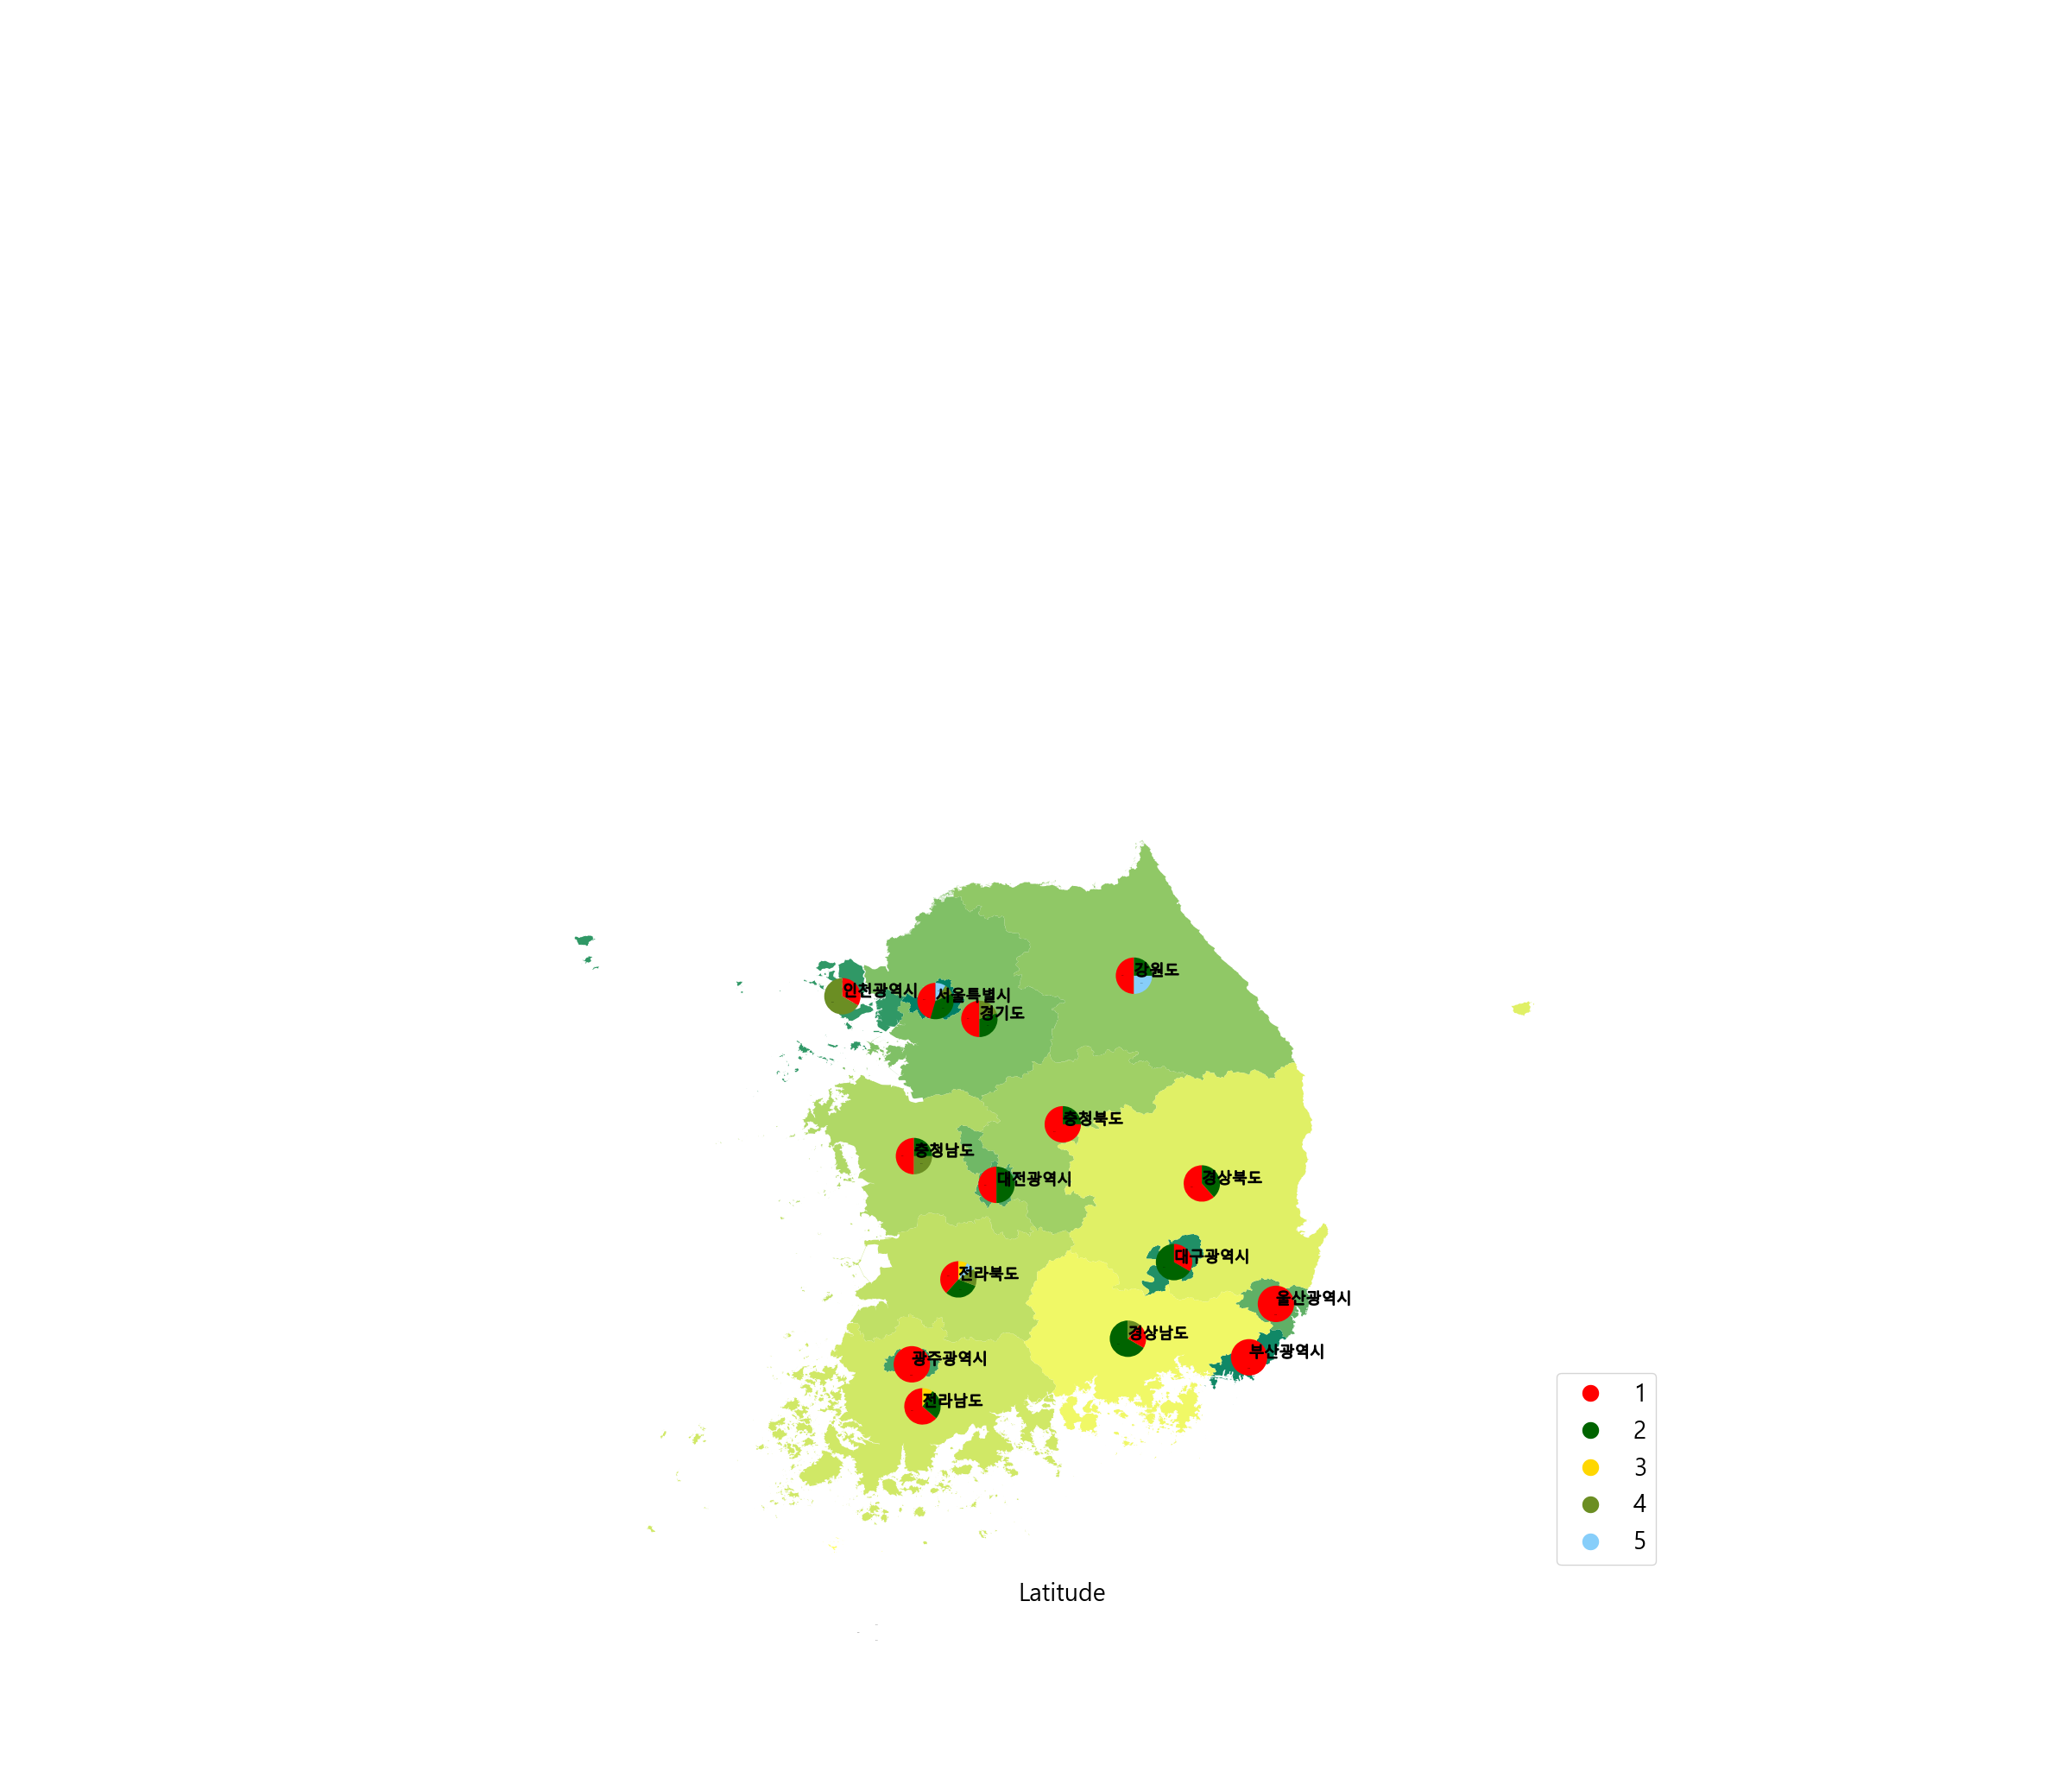 강원도
인천광역시
서울특별시
경기도
충청북도
충청남도
대전광역시
경상북도
대구광역시
전라북도
울산광역시
경상남도
부산광역시
광주광역시
전라남도
1
2
3
4
5
Latitude